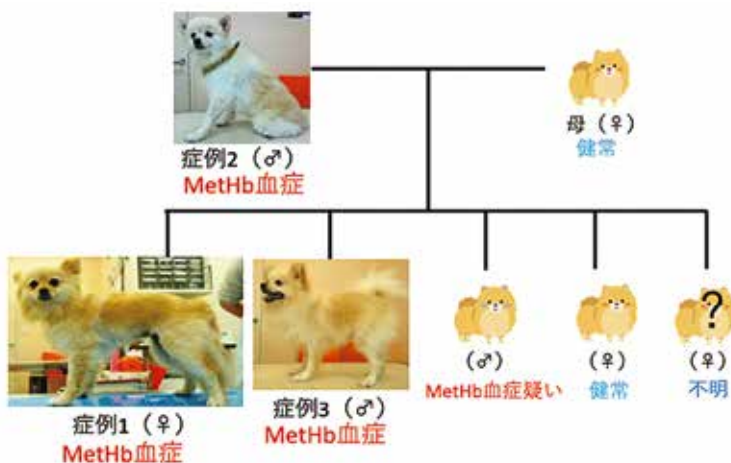 症例2（♂）
MetHb血症
母（♀）
健常
症例1（♀）
MetHb血症
症例3（♂）
MetHb血症
（♂）
MetHb血症疑い
（♀）
健常
?
（♀）
不明